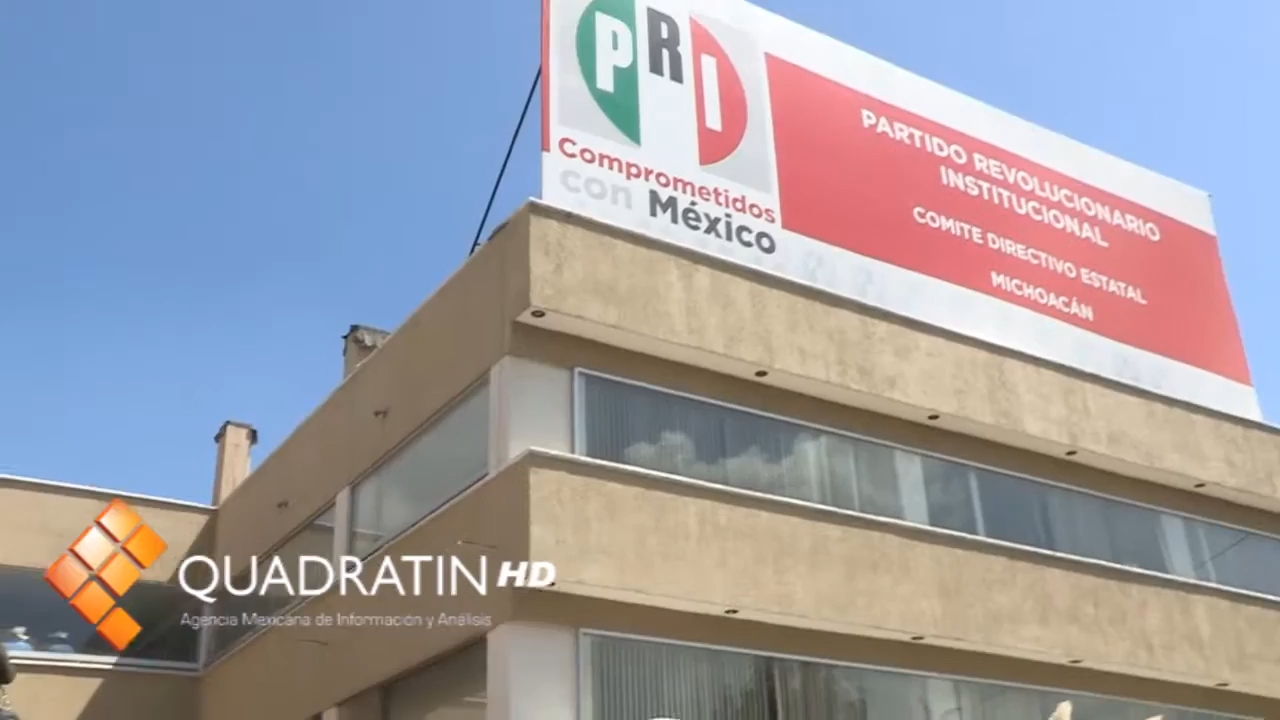 PRI
Comprometidos
con México
PARTIDO REVOLUCIONARIO
INSTITUCIONAL
COMITE DIRECTIVO ESTATAL
MICHOACÁN
QUADRATIN HD
Agencia Mexicana de Información y Análisis